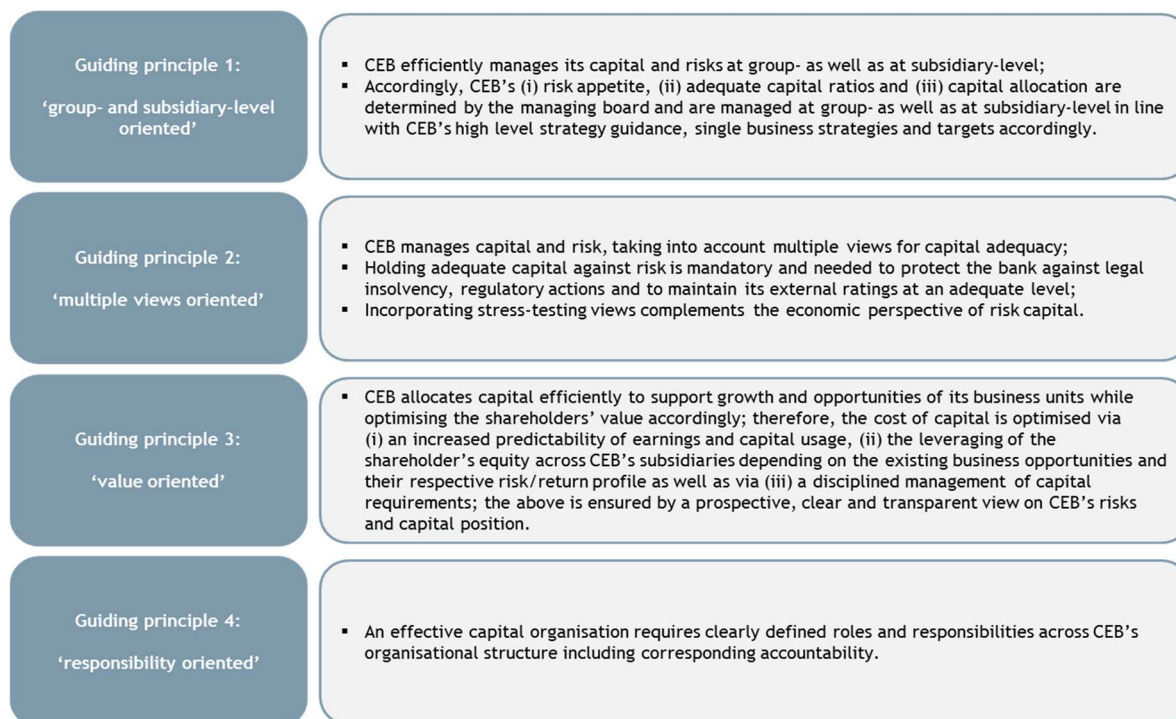 Guiding principle 1:
‘group- and subsidiary-level
oriented’
▪ CEB efficiently manages its capital and risks at group- as well as at subsidiary-level;
▪ Accordingly, CEB’s (i) risk appetite, (ii) adequate capital ratios and (iii) capital allocation are
determined by the managing board and are managed at group- as well as at subsidiary-level in line
with CEB’s high level strategy guidance, single business strategies and targets accordingly.
Guiding principle 2:
‘multiple views oriented’
▪ CEB manages capital and risk, taking into account multiple views for capital adequacy;
▪ Holding adequate capital against risk is mandatory and needed to protect the bank against legal
insolvency, regulatory actions and to maintain its external ratings at an adequate level;
▪ Incorporating stress-testing views complements the economic perspective of risk capital.
Guiding principle 3:
‘value oriented’
▪ CEB allocates capital efficiently to support growth and opportunities of its business units while
optimising the shareholders’ value accordingly; therefore, the cost of capital is optimised via
(i) an increased predictability of earnings and capital usage, (ii) the leveraging of the
shareholder’s equity across CEB’s subsidiaries depending on the existing business opportunities and
their respective risk/return profile as well as via (iii) a disciplined management of capital
requirements; the above is ensured by a prospective, clear and transparent view on CEB’s risks
and capital position.
Guiding principle 4:
‘responsibility oriented’
▪ An effective capital organisation requires clearly defined roles and responsibilities across CEB’s
organisational structure including corresponding accountability.